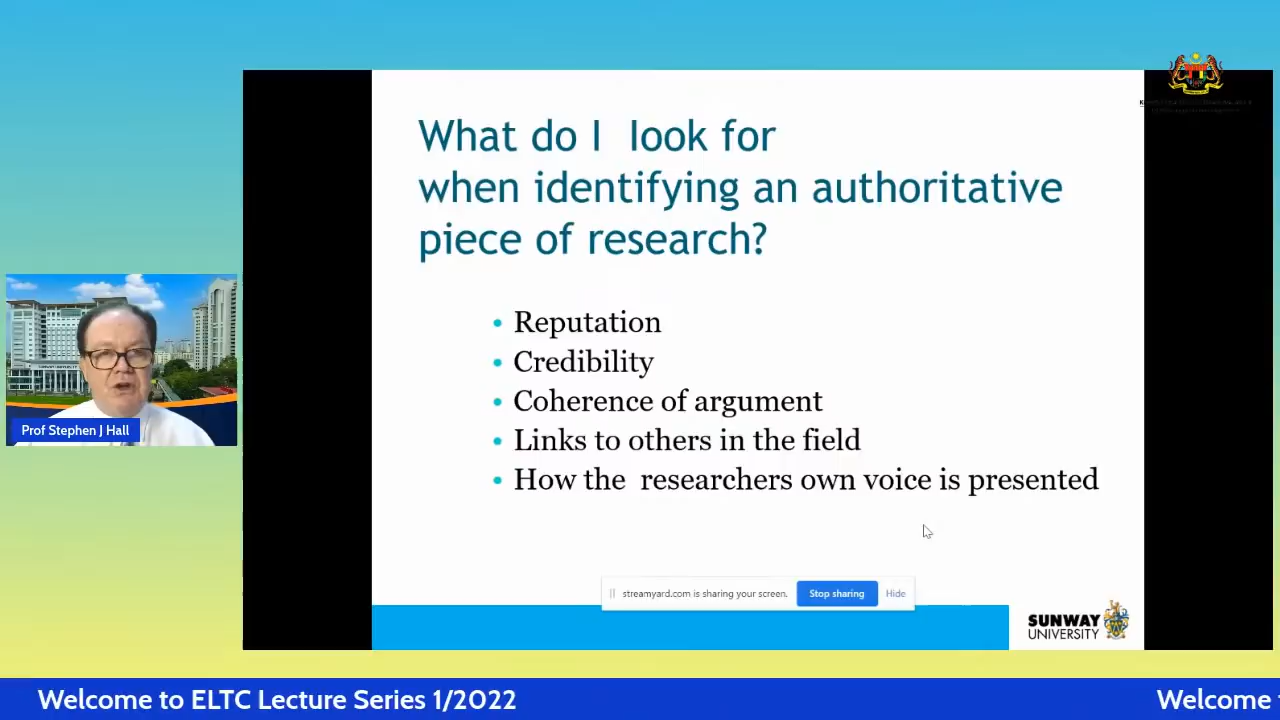 What do I look for
when identifying an authoritative
piece of research?
• Reputation
• Credibility
• Coherence of argument
• Links to others in the field
• How the researchers own voice is presented
Prof Stephen J Hall
streamyard.com is sharing your screen.
Stop sharing
Hide
SUNWAY
UNIVERSITY
Welcome to ELTC Lecture Series 1/2022
Welcome